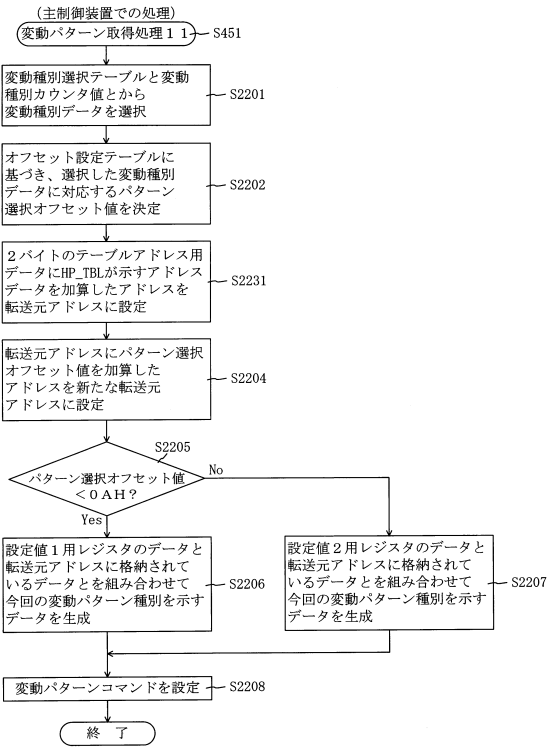 (主制御装置での処理)
変動パターン取得処理11
S451
変動種別選択テーブルと変動
種別カウンタ値とから
変動種別データを選択
S2201
オフセット設定テーブルに
基づき、選択した変動種別
データに対応するパターン
選択オフセット値を決定
S2202
2バイトのテーブルアドレス用
データにHP_TBLが示すアドレス
データを加算したアドレスを
転送元アドレスに設定
S2231
転送元アドレスにパターン選択
オフセット値を加算した
アドレスを新たな転送元
アドレスに設定
S2204
S2205
パターン選択オフセット値
<0AH?
No
Yes
設定値1用レジスタのデータと
転送元アドレスに格納されて
いるデータとを組み合わせて
今回の変動パターン種別を示す
データを生成
S2206
設定値2用レジスタのデータと
転送元アドレスに格納されて
いるデータとを組み合わせて
今回の変動パターン種別を示す
データを生成
S2207
変動パターンコマンドを設定
S2208
終 了